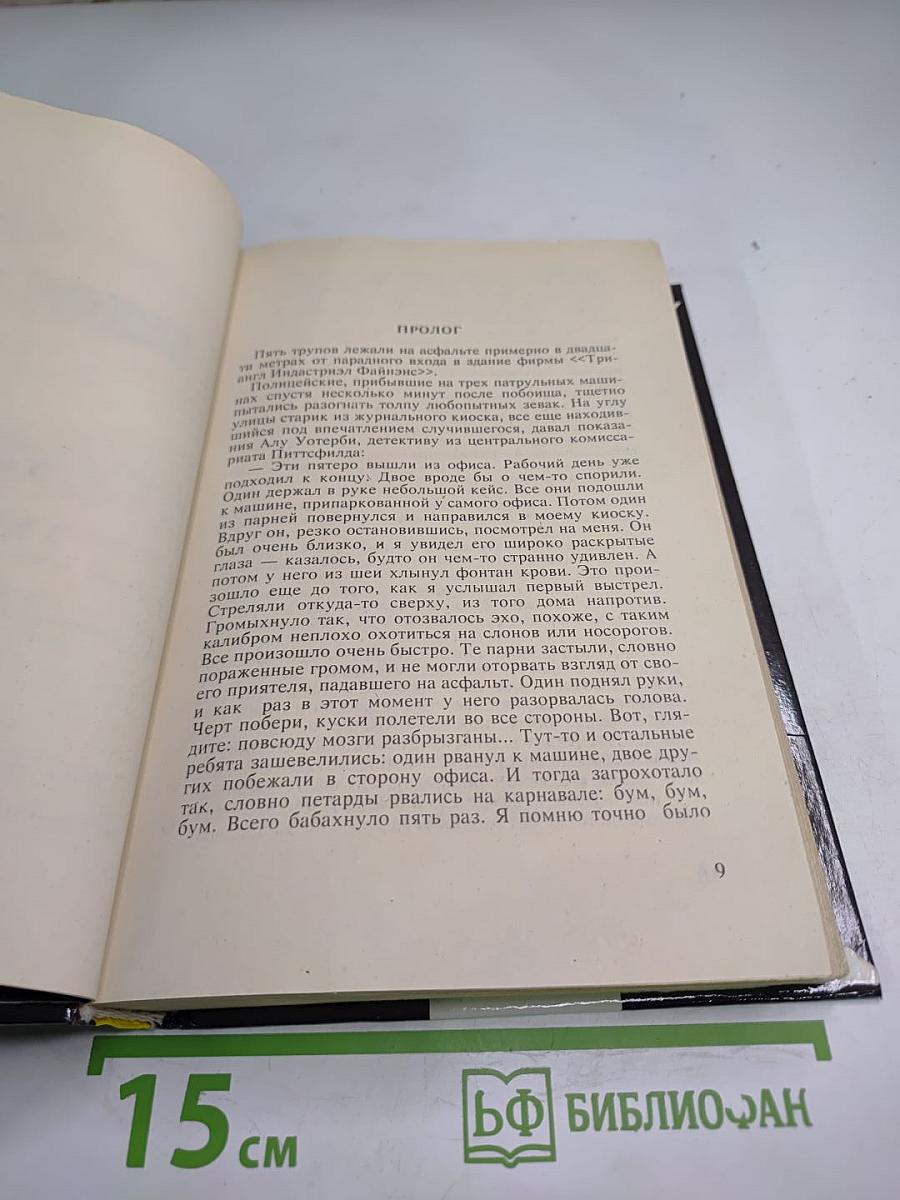 ПРОЛОГ
Пять трупов лежали на асфальте примерно в двадца-
ти метрах от парадного входа в здание фирмы <<Три-
англ Индастриэл Файнэнс>>.
Полицейские, прибывшие на трех патрульных маши-
нах спустя несколько минут после побоища, тщетно
пытались разогнать толпу любопытных зевак. На углу
улицы старик из журнального киоска, все еще находив-
шийся под впечатлением случившегося, давал показа-
ния Алу Уотерби, детективу из центрального комисса-
риата Питтсфилда:
— Эти пятеро вышли из офиса. Рабочий день уже
подходил к концу. Двое вроде бы о чем-то спорили.
Один держал в руке небольшой кейс. Все они подошли
к машине, припаркованной у самого офиса. Потом один
из парней повернулся и направился в моему киоску.
Вдруг он, резко остановившись, посмотрел на меня. Он
был очень близко, и я увидел его широко раскрытые
глаза — казалось, будто он чем-то странно удивлен. А
потом у него из шеи хлынул фонтан крови. Это прои-
зошло еще до того, как я услышал первый выстрел.
Стреляли откуда-то сверху, из того дома напротив.
Громыхнуло так, что отозвалось эхо, похоже, с таким
калибром неплохо охотиться на слонов или носорогов.
Все произошло очень быстро. Те парни застыли, словно
пораженные громом, и не могли оторвать взгляд от сво-
его приятеля, падавшего на асфальт. Один поднял руки,
и как раз в этот момент у него разорвалась голова.
Черт побери, куски полетели во все стороны. Вот, гля-
дите: повсюду мозги разбрызганы... Тут-то и остальные
ребята зашевелились: один рванул к машине, двое дру-
гих побежали в сторону офиса. И тогда загрохотало
так, словно петарды рвались на карнавале: бум, бум,
бум. Всего бабахнуло пять раз. Я помню точно было
9
15 см
БФ БИБЛИОФАН